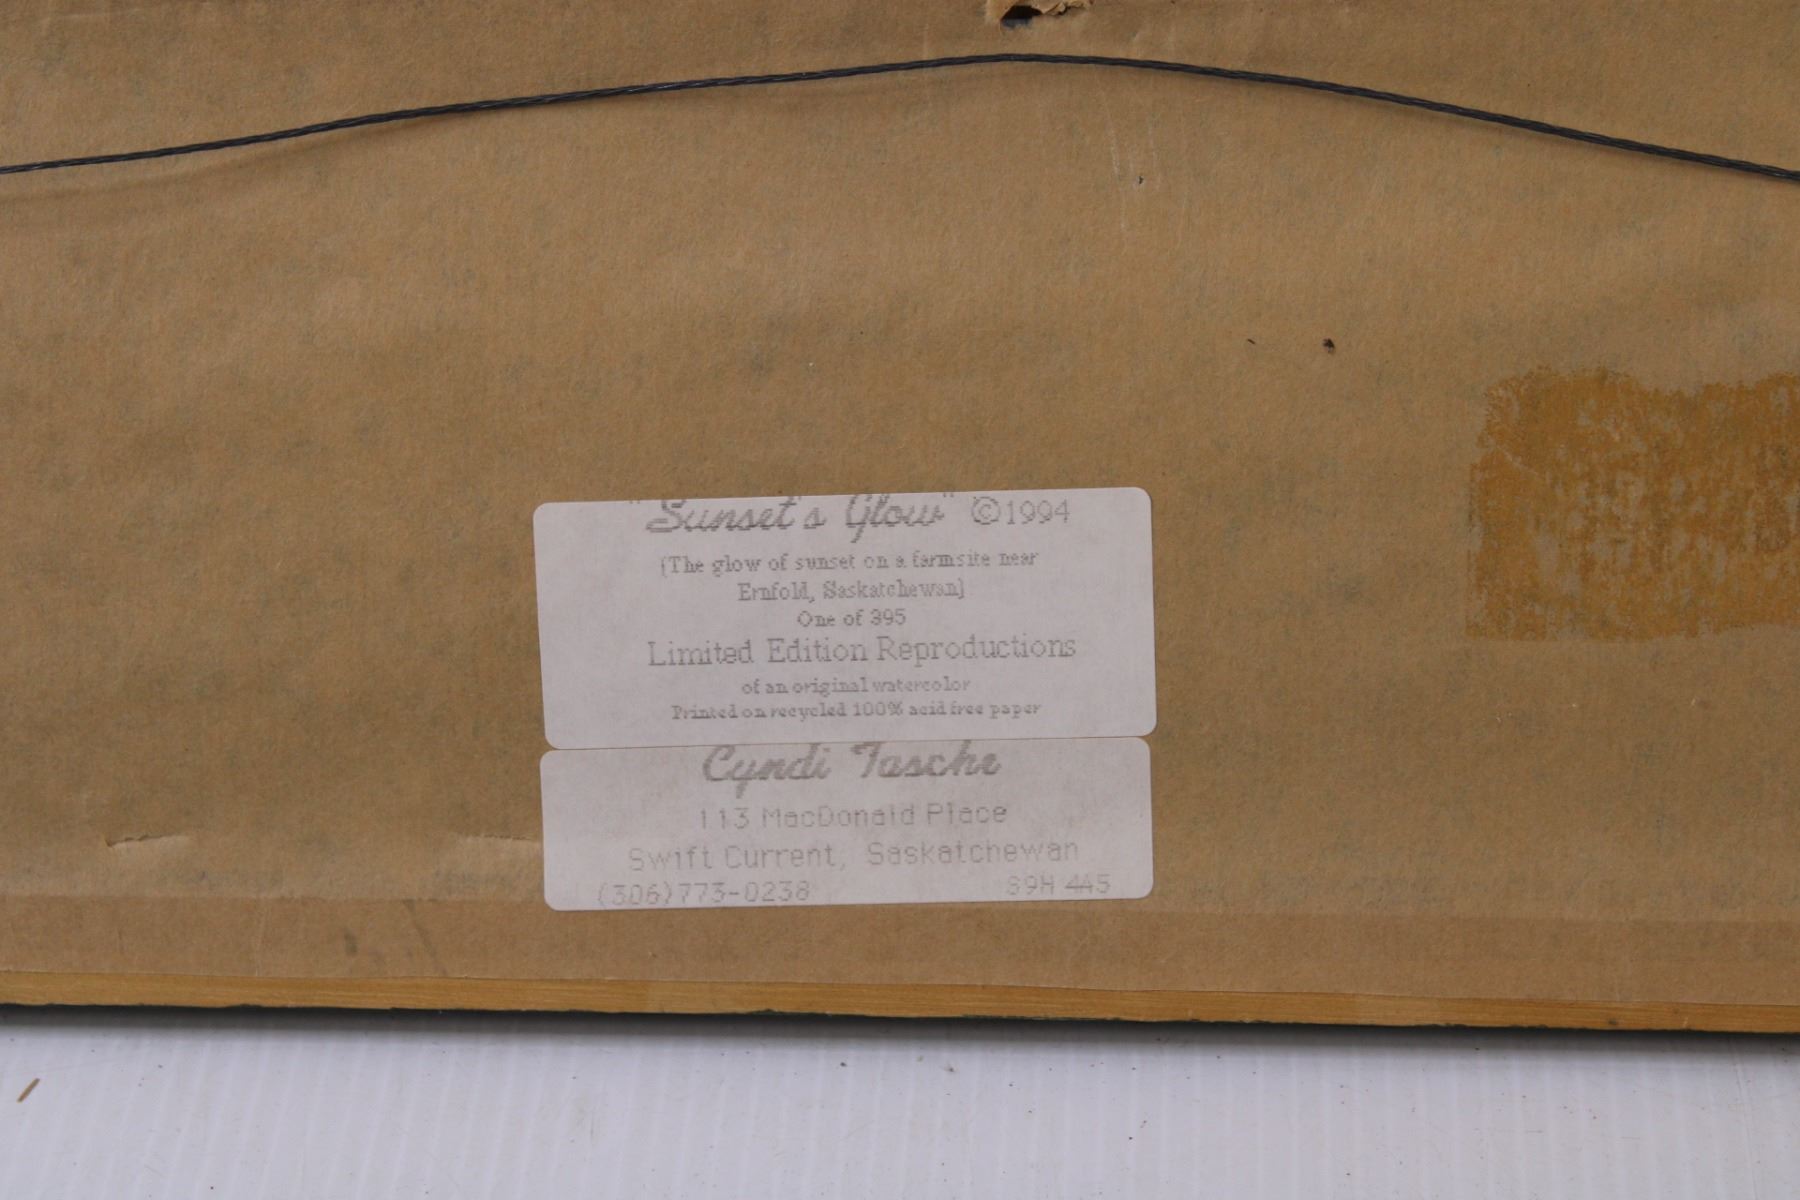 "Sunset's Glow" ©1994
(The glow of sunset on a farmsite near
Ernfold, Saskatchewan)
One of 395
Limited Edition Reproductions
of an original watercolor
Printed on recycled 100% acid free paper
Cyndi Tasche
113 MacDonald Place
Swift Current, Saskatchewan
(306)773-0238 S9H 4A5